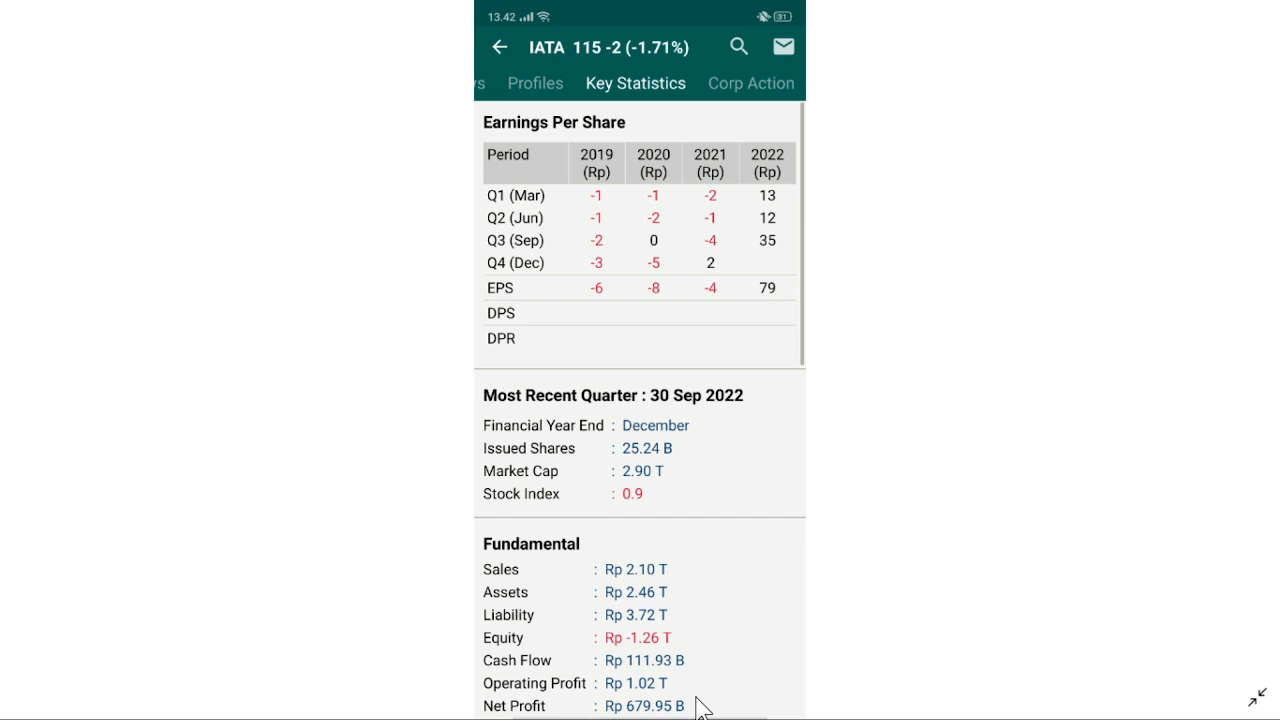 13.42 31
IATA 115 -2 (-1.71%)
s Profiles Key Statistics Corp Action
Earnings Per Share
Period 2019 (Rp) 2020 (Rp) 2021 (Rp) 2022 (Rp)
Q1 (Mar) -1 -1 -2 13
Q2 (Jun) -1 -2 -1 12
Q3 (Sep) -2 0 -4 35
Q4 (Dec) -3 -5 2
EPS -6 -8 -4 79
DPS
DPR
Most Recent Quarter : 30 Sep 2022
Financial Year End : December
Issued Shares : 25.24 B
Market Cap : 2.90 T
Stock Index : 0.9
Fundamental
Sales : Rp 2.10 T
Assets : Rp 2.46 T
Liability : Rp 3.72 T
Equity : Rp -1.26 T
Cash Flow : Rp 111.93 B
Operating Profit : Rp 1.02 T
Net Profit : Rp 679.95 B